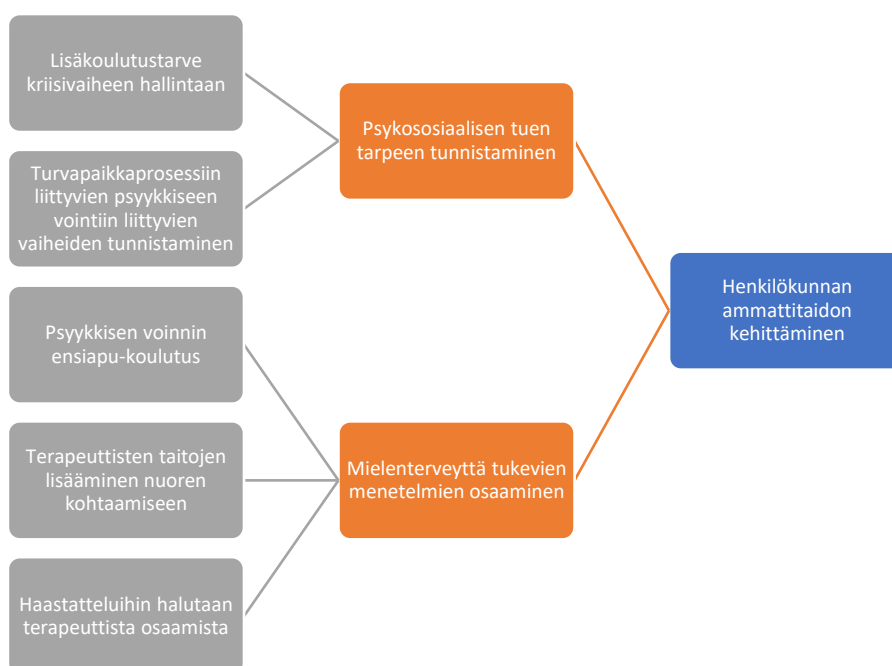 Lisäkoulutustarve
kriisivaiheen hallintaan
Turvapaikkaprosessiin
liittyvien psyykkiseen
vointiin liittyvien
vaiheiden tunnistaminen
Psyykkisen voinnin
ensiapu-koulutus
Terapeuttisten taitojen
lisääminen nuoren
kohtaamiseen
Haastatteluihin halutaan
terapeuttista osaamista
Psykososiaalisen tuen
tarpeen tunnistaminen
Mielenterveyttä tukevien
menetelmien osaaminen
Henkilökunnan
ammattitaidon
kehittäminen